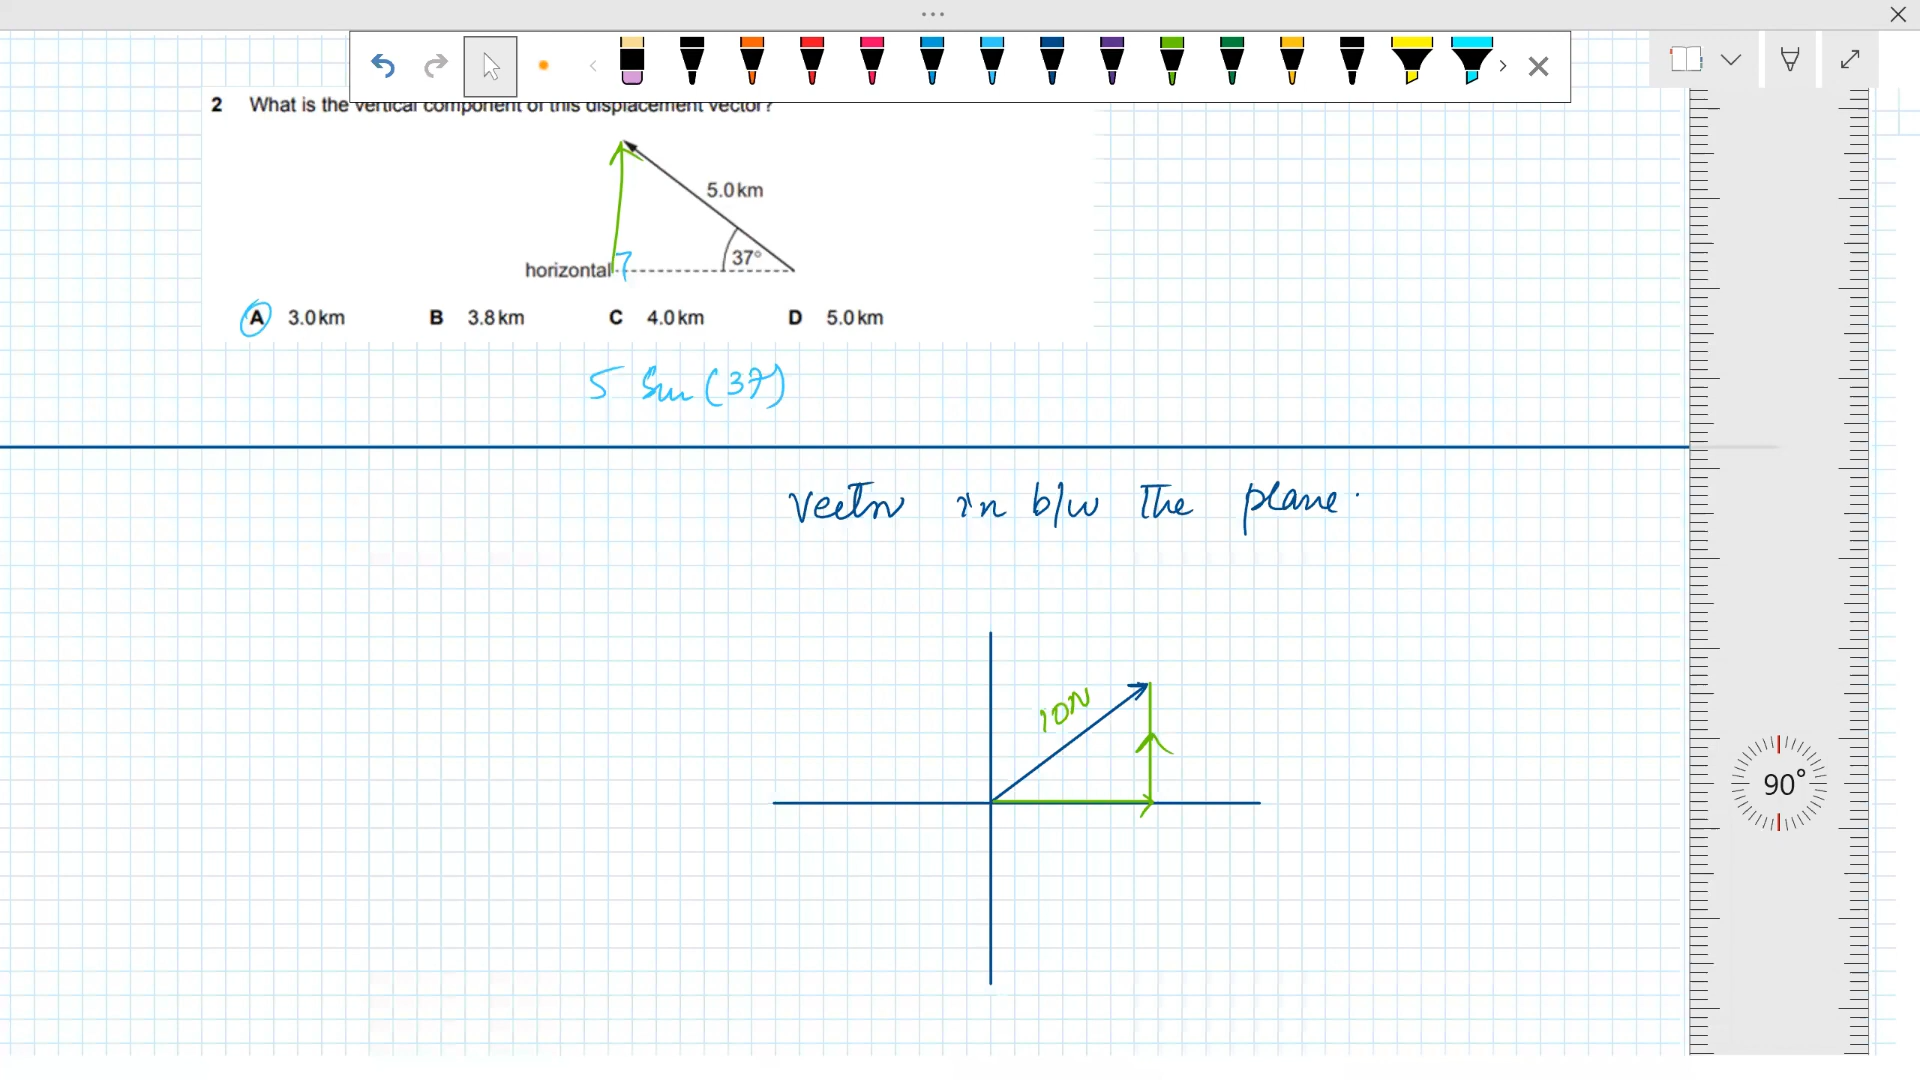 2 What is the vertical component of this displacement vector?
5.0 km
37°
horizontal
A 3.0 km B 3.8 km C 4.0 km D 5.0 km
5 Sin (37)
vector in b/w The plane.
10N
90°